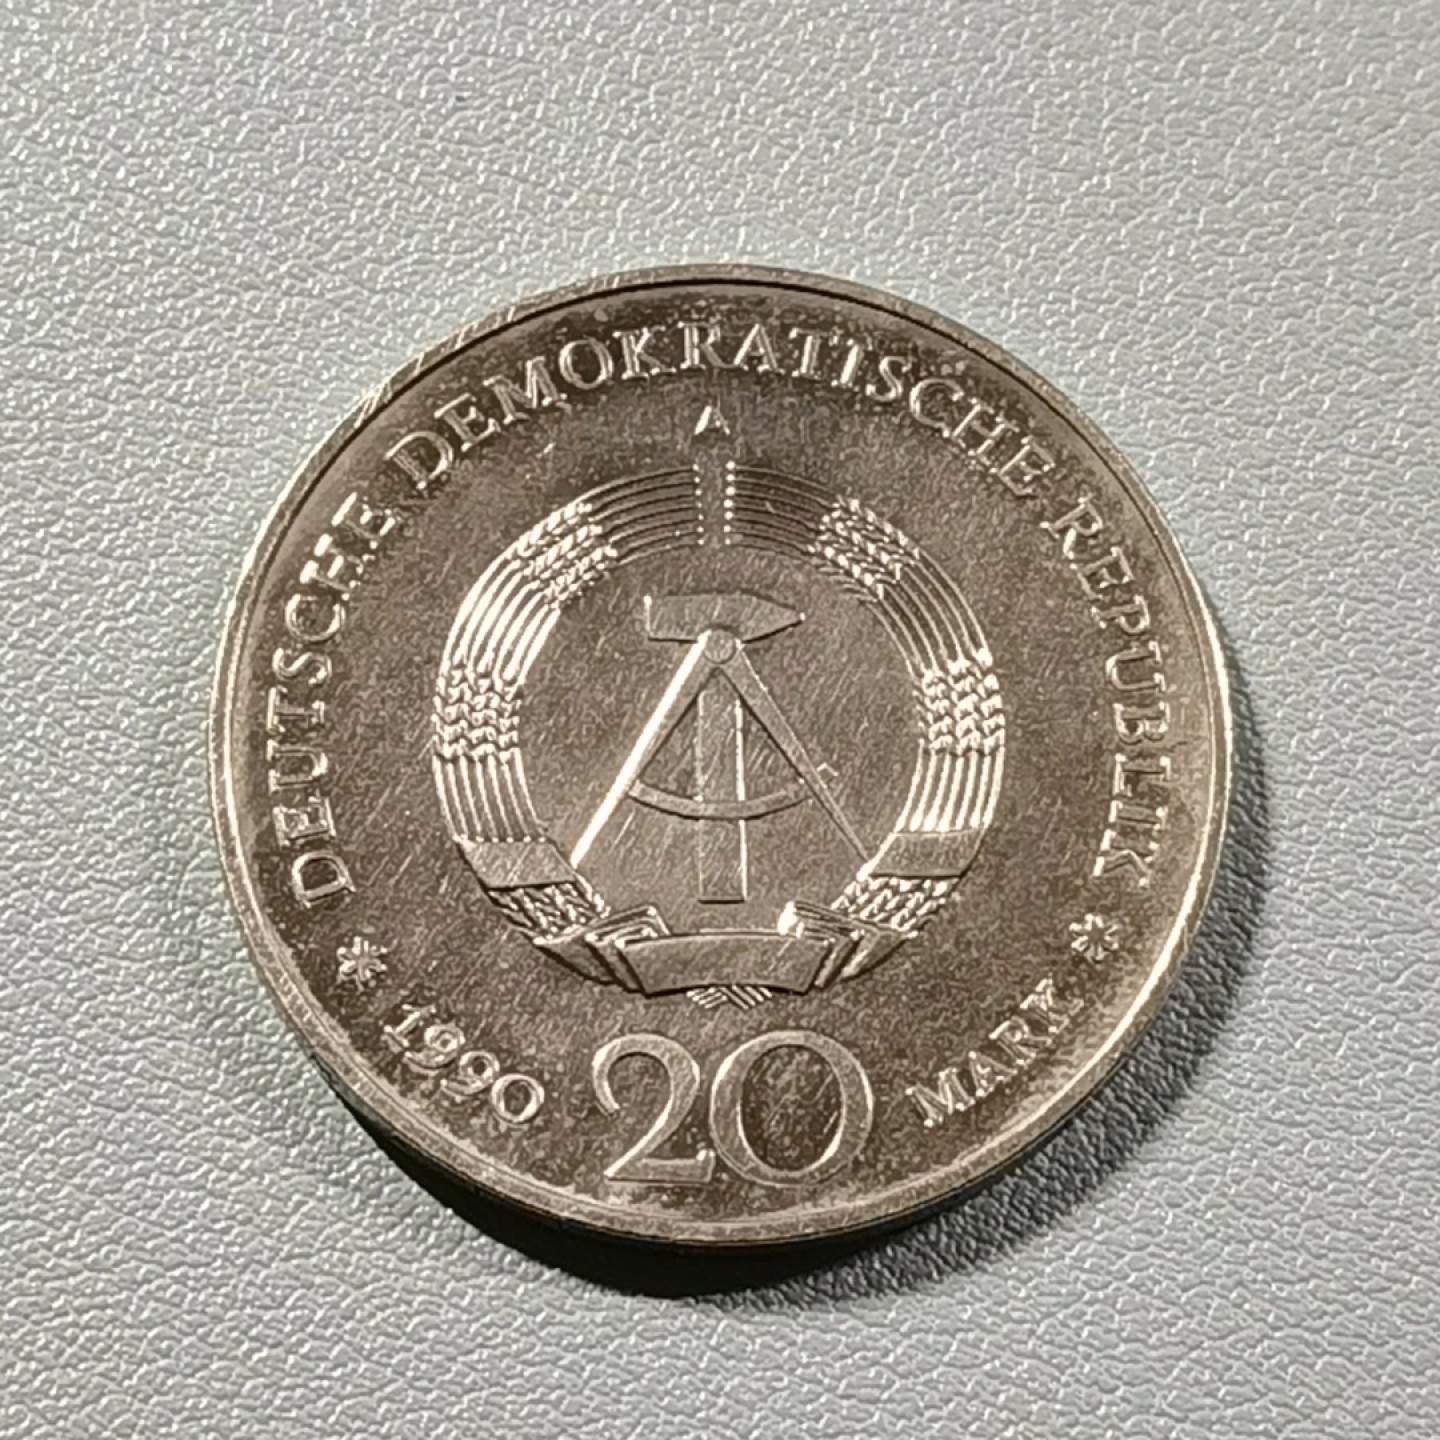 DEUTSCHE DEMOKRATISCHE REPUBLIK
A
* 1990 20 MARK *